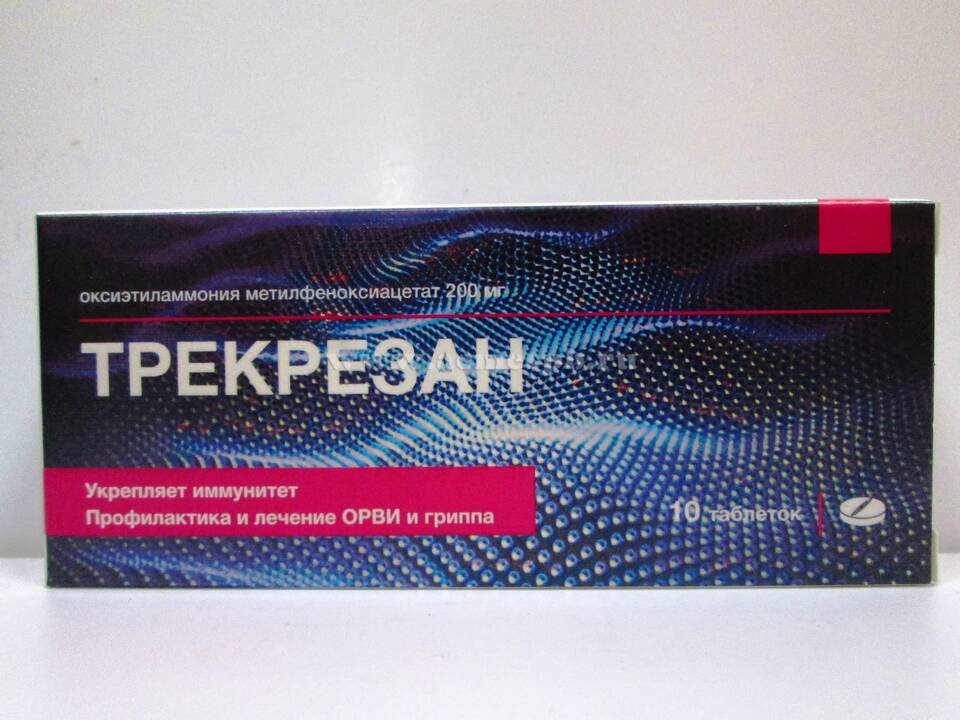 оксиэтиламмония метилфеноксиацетат 200 мг
ТРЕКРЕЗАН
Укрепляет иммунитет
Профилактика и лечение ОРВИ и гриппа
10 таблеток